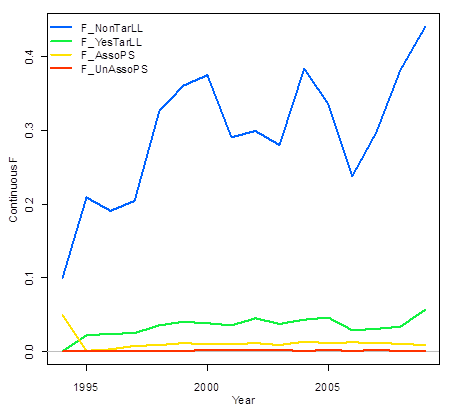 F_NonTarLL
F_YesTarLL
F_AssoPS
F_UnAssoPS
Continuous F
0.4
0.3
0.2
0.1
0.0
1995 2000 2005
Year